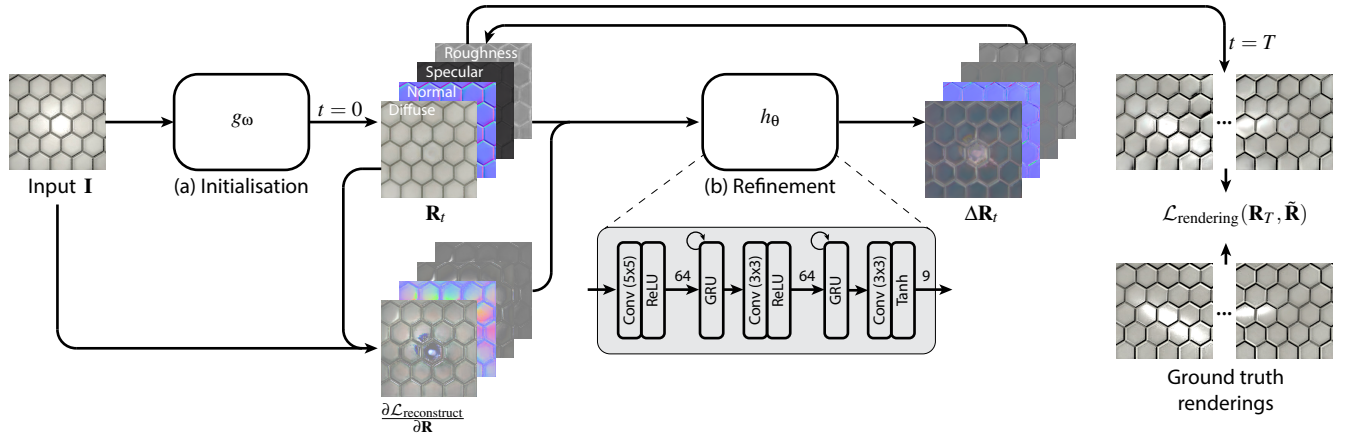 Input I
g_ω
(a) Initialisation
t = 0
Roughness
Specular
Normal
Diffuse
R_t
∂L_reconstruct
∂R
h_θ
(b) Refinement
Conv (5x5)
ReLU
64
GRU
Conv (3x3)
ReLU
64
GRU
Conv (3x3)
Tanh
9
ΔR_t
t = T
...
L_rendering(R_T, R̃)
...
Ground truth
renderings